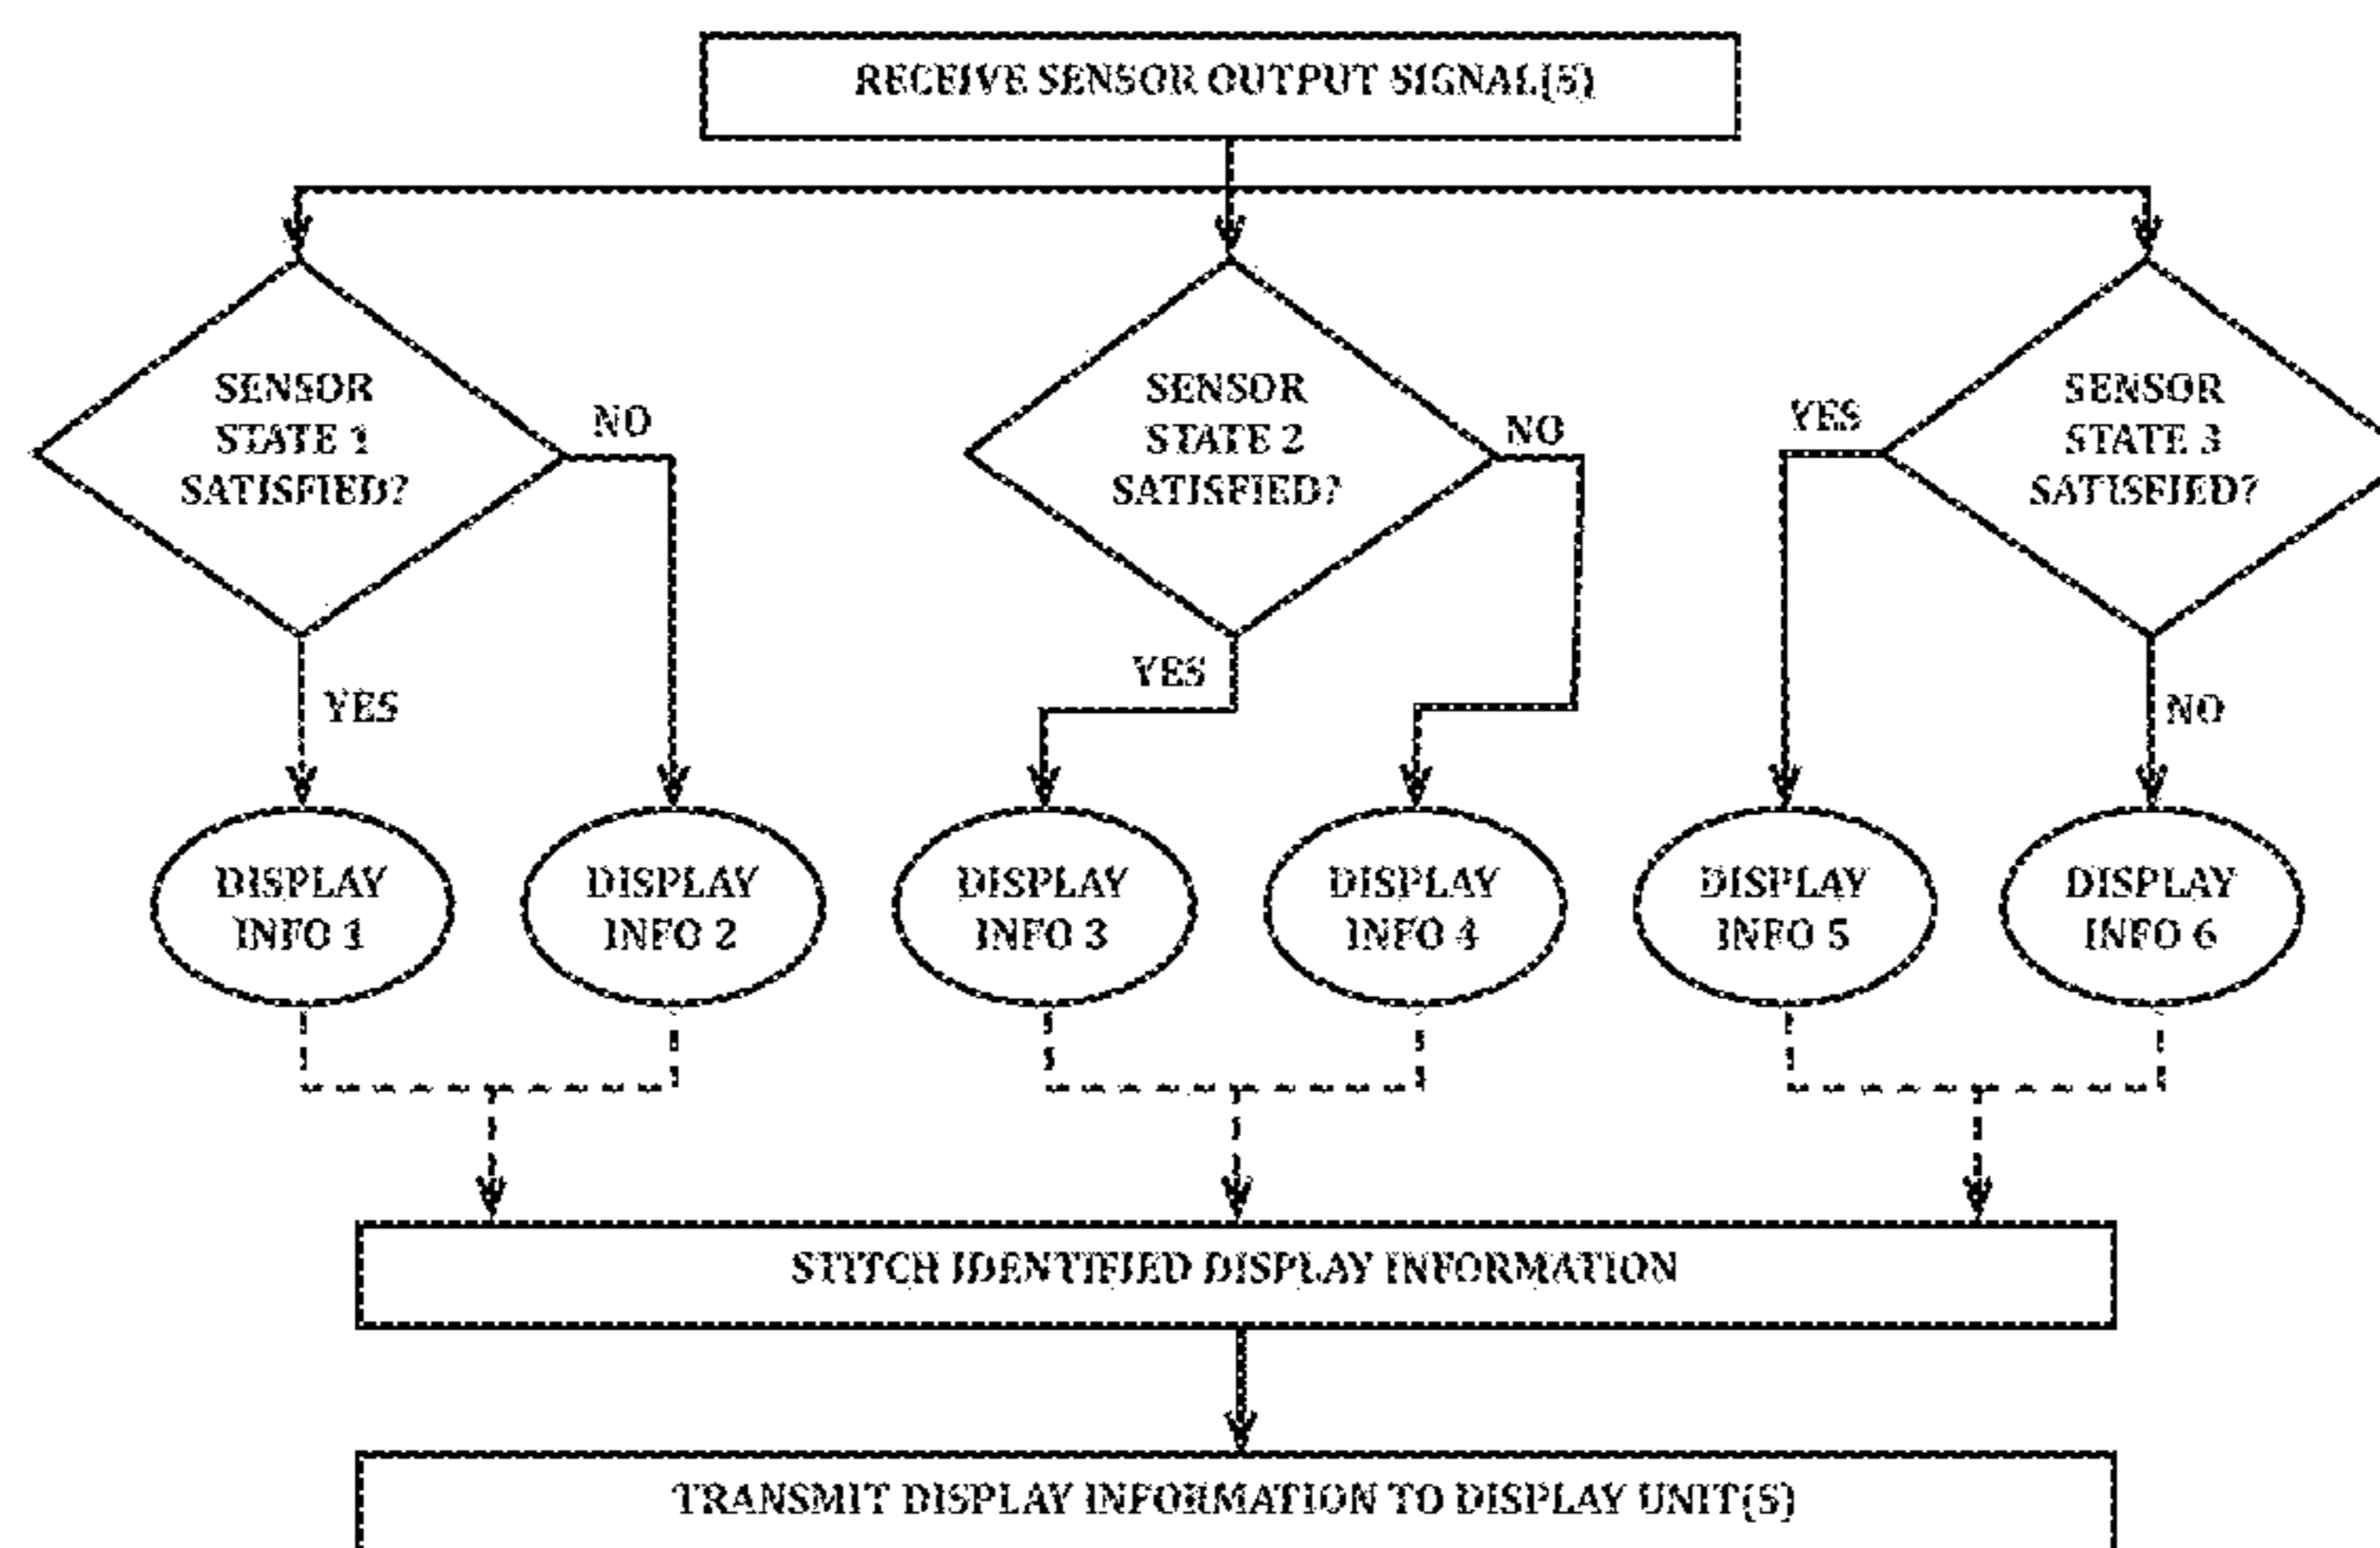 RECEIVE SENSOR OUTPUT SIGNAL(S)
SENSOR
STATE 1
SATISFIED?
NO
YES
SENSOR
STATE 2
SATISFIED?
NO
YES
SENSOR
STATE 3
SATISFIED?
YES
NO
DISPLAY
INFO 1
DISPLAY
INFO 2
DISPLAY
INFO 3
DISPLAY
INFO 4
DISPLAY
INFO 5
DISPLAY
INFO 6
STITCH IDENTIFIED DISPLAY INFORMATION
TRANSMIT DISPLAY INFORMATION TO DISPLAY UNIT(S)